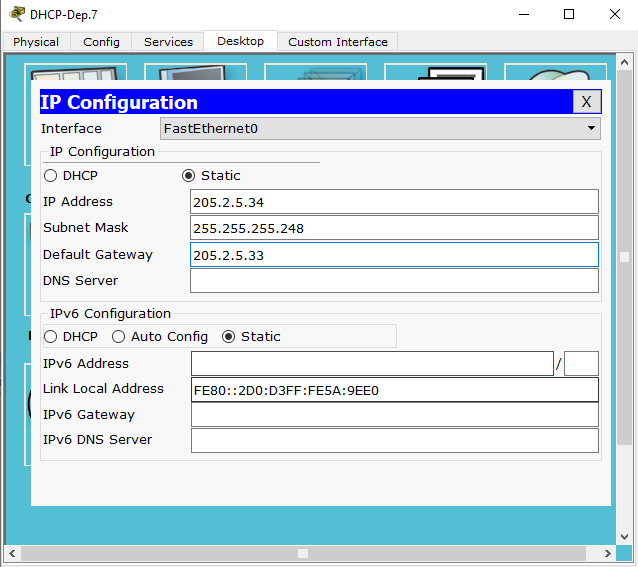 DHCP-Dep.7
Physical Config Services Desktop Custom Interface
IP Configuration X
Interface FastEthernet0
IP Configuration
DHCP Static
IP Address 205.2.5.34
Subnet Mask 255.255.255.248
Default Gateway 205.2.5.33
DNS Server
IPv6 Configuration
DHCP Auto Config Static
IPv6 Address /
Link Local Address FE80::2D0:D3FF:FE5A:9EE0
IPv6 Gateway
IPv6 DNS Server